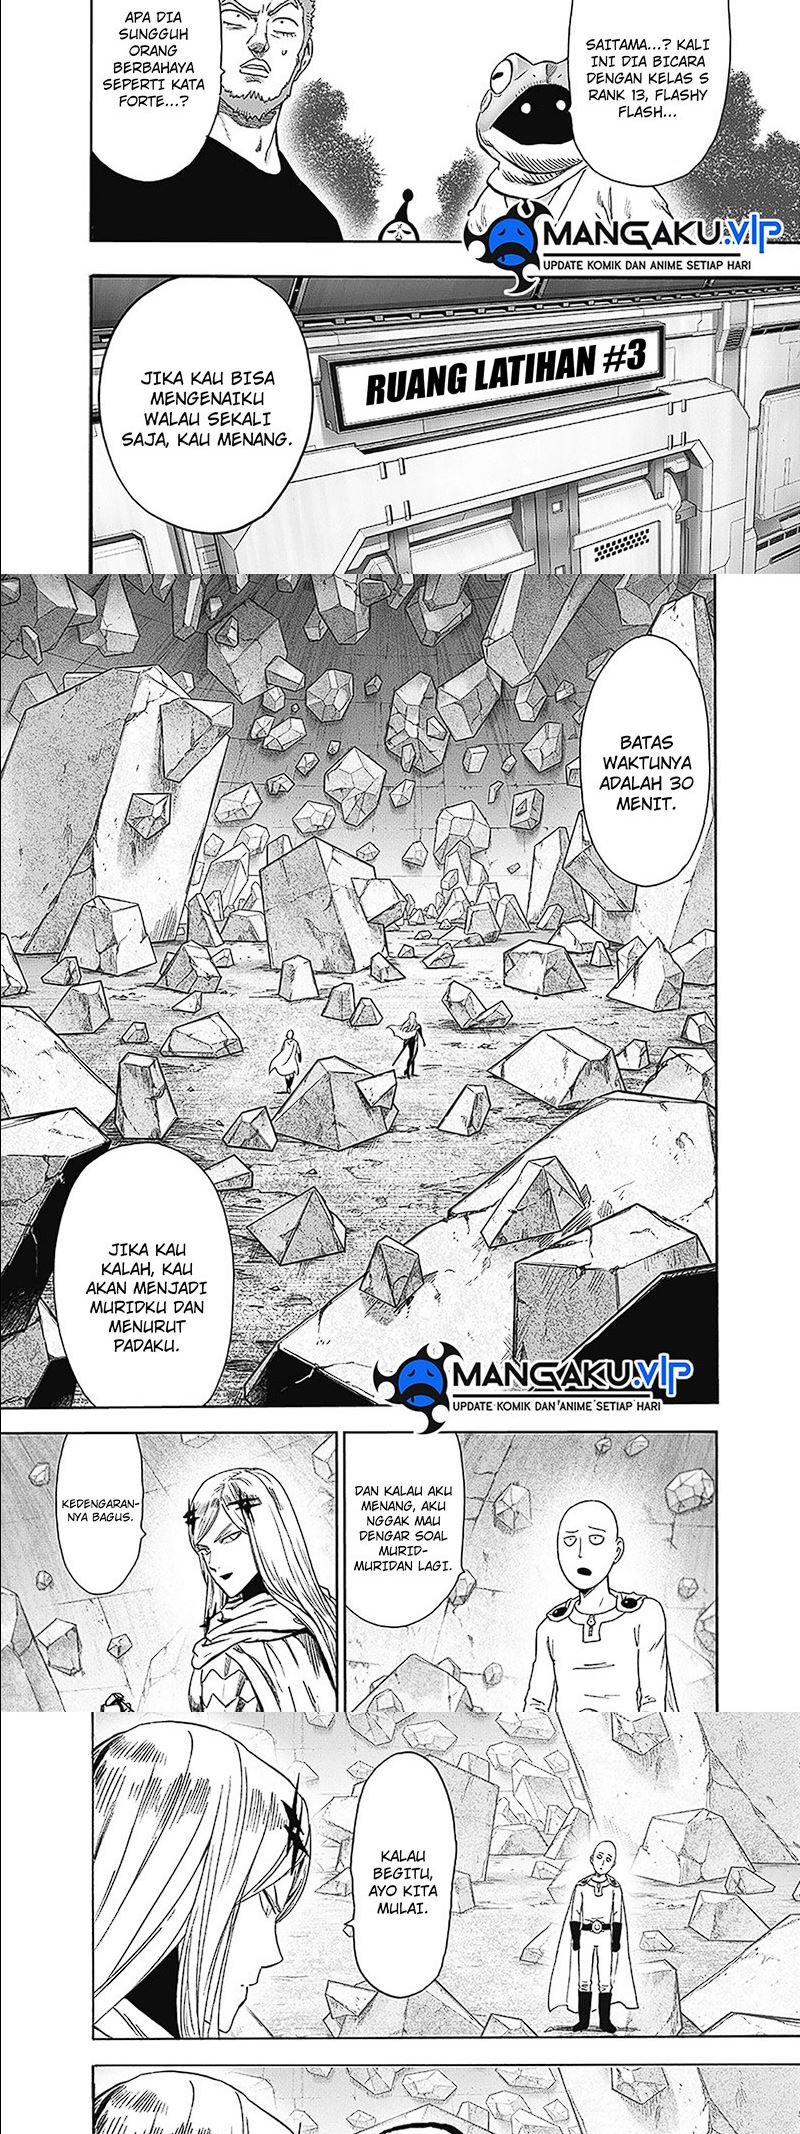 SAITAMA...? KALI
INI DIA BICARA
DENGAN KELAS S
RANK 13, FLASHY
FLASH...
APA DIA
SUNGGUH
ORANG
BERBAHAYA
SEPERTI KATA
FORTE...?
MANGAKU.VIP
UPDATE KOMIK DAN ANIME SETIAP HARI
RUANG LATIHAN #3
JIKA KAU BISA
MENGENAIKU
WALAU SEKALI
SAJA, KAU MENANG.
BATAS
WAKTUNYA
ADALAH 30
MENIT.
JIKA KAU
KALAH, KAU
AKAN MENJADI
MURIDKU DAN
MENURUT
PADAKU.
MANGAKU.VIP
UPDATE KOMIK DAN ANIME SETIAP HARI
DAN KALAU AKU
MENANG, AKU
NGGAK MAU
DENGAR SOAL
MURID-
MURIDAN LAGI.
KEDENGARAN-
NYA BAGUS.
KALAU
BEGITU,
AYO KITA
MULAI.